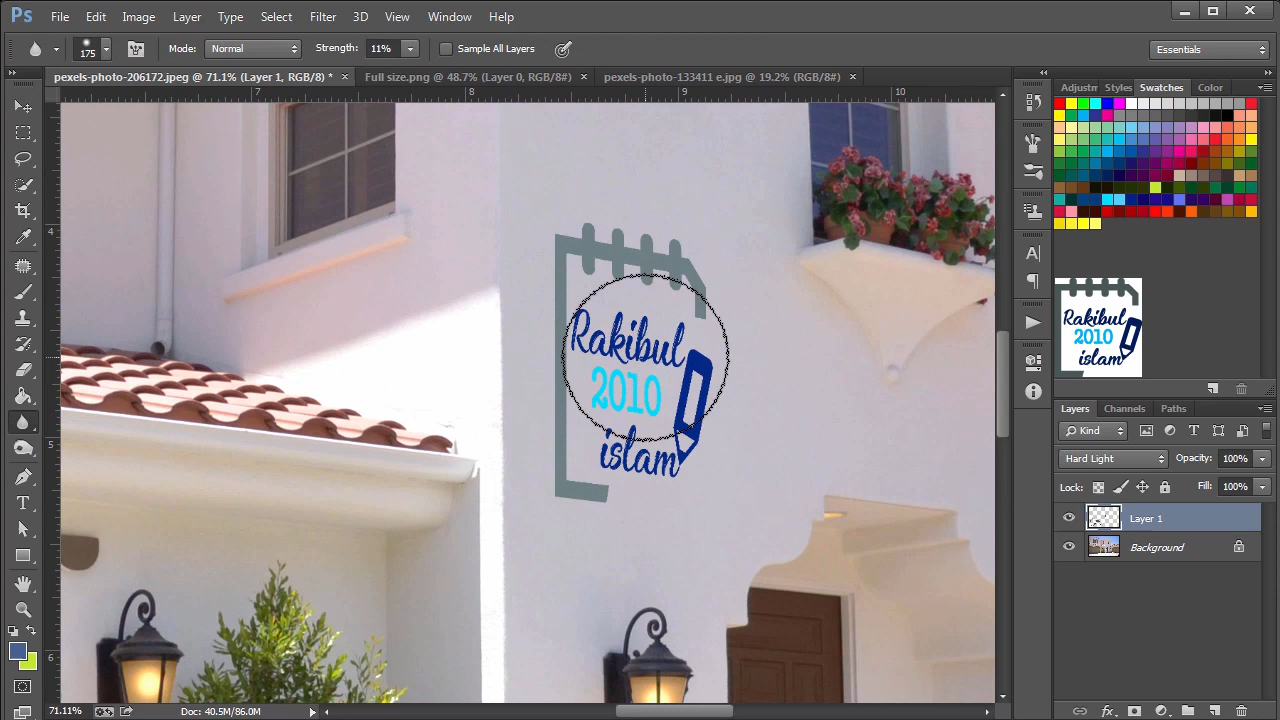 Ps File Edit Image Layer Type Select Filter 3D View Window Help
175 Mode: Normal Strength: 11% Sample All Layers Essentials
pexels-photo-206172.jpeg @ 71.1% (Layer 1, RGB/8) * Full size.png @ 48.7% (Layer 0, RGB/8#) pexels-photo-133411 e.jpg @ 19.2% (RGB/8#)
Adjustm Styles Swatches Color
7 8 9 10
4
5
6
Rakibul
2010
islam
Rakibul
2010
islam
Layers Channels Paths
Kind
Hard Light Opacity: 100%
Lock: Fill: 100%
Layer 1
Background
71.11% Doc: 40.5M/86.0M